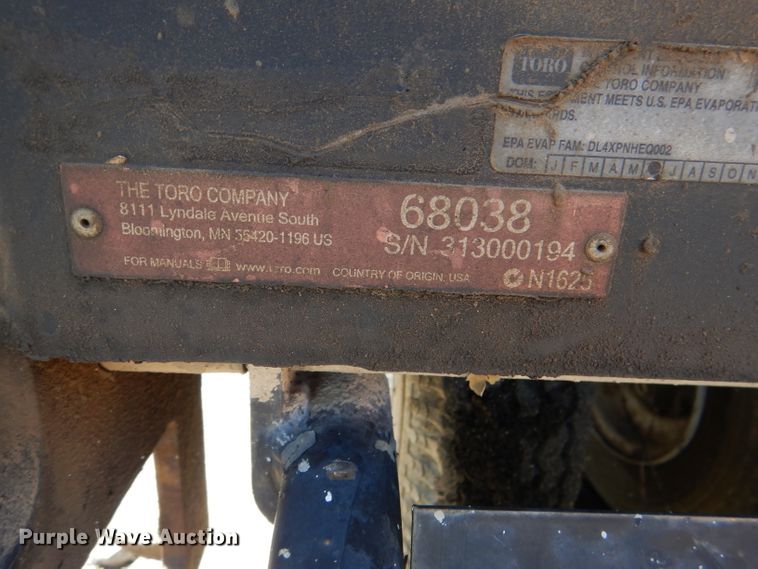 TORO
OL INFORMATION
TORO COMPANY
MENT MEETS U.S. EPA EVAPORAT
EPA EVAP FAM: DL4XPNHEQ002
DOM: J F M A M J A S O N
THE TORO COMPANY
8111 Lyndale Avenue South
Bloomington, MN 55420-1196 US
FOR MANUALS www.toro.com COUNTRY OF ORIGIN, USA
68038
S/N 313000194
N1625
Purple Wave Auction®